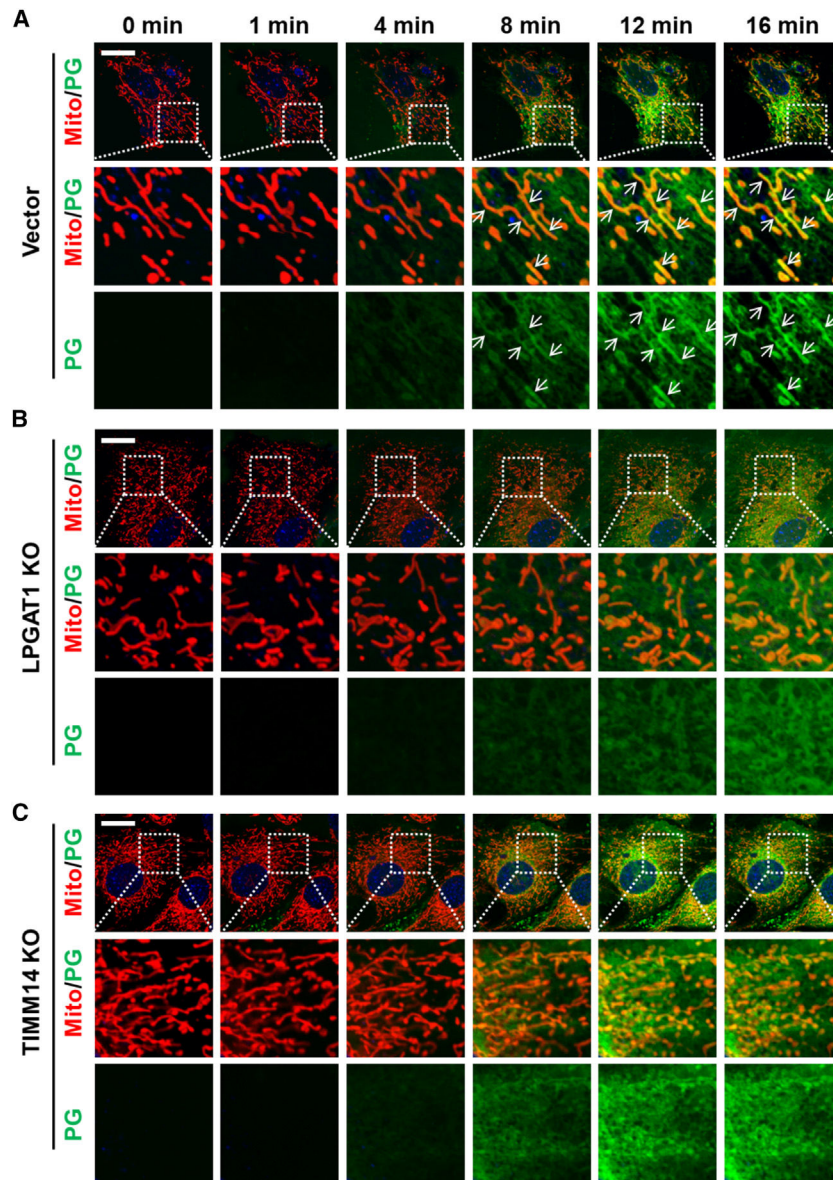 A
0 min 1 min 4 min 8 min 12 min 16 min
Vector
Mito/PG
Mito/PG
PG
B
LPGAT1 KO
Mito/PG
Mito/PG
PG
C
TIMM14 KO
Mito/PG
Mito/PG
PG